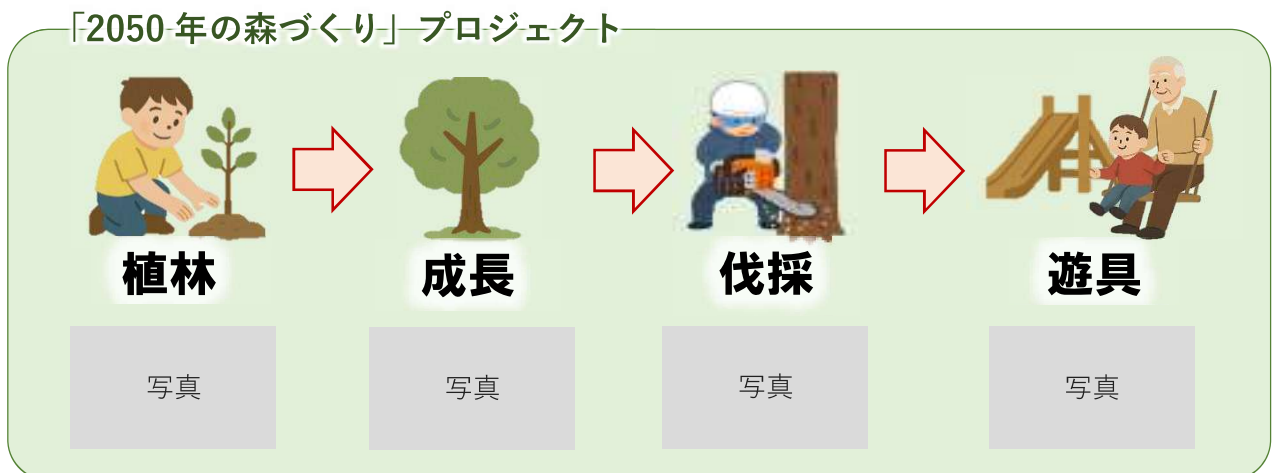 「2050年の森づくり」プロジェクト
植林
成長
伐採
遊具
写真
写真
写真
写真